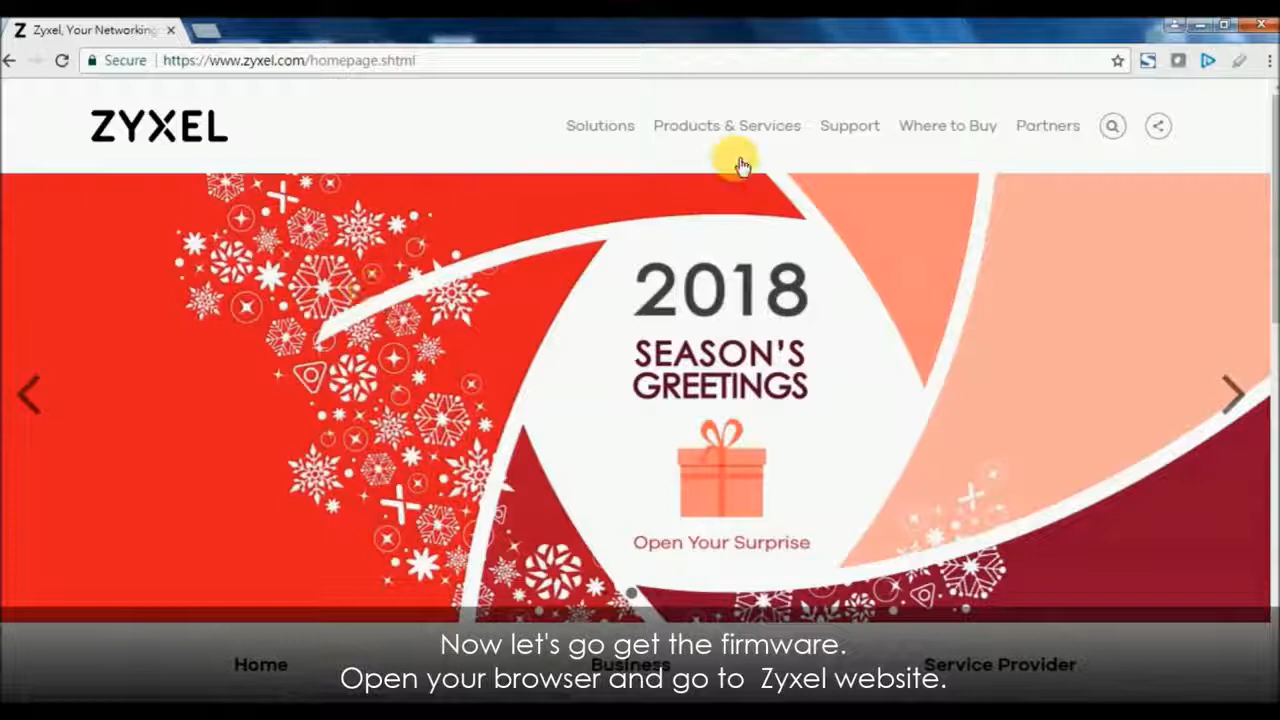 Zyxel, Your Networking
Secure
https://www.zyxel.com/homepage.shtml
ZYXEL
Solutions Products & Services Support Where to Buy Partners
2018
SEASON'S
GREETINGS
Open Your Surprise
Home Business Service Provider
Now let's go get the firmware.
Open your browser and go to Zyxel website.